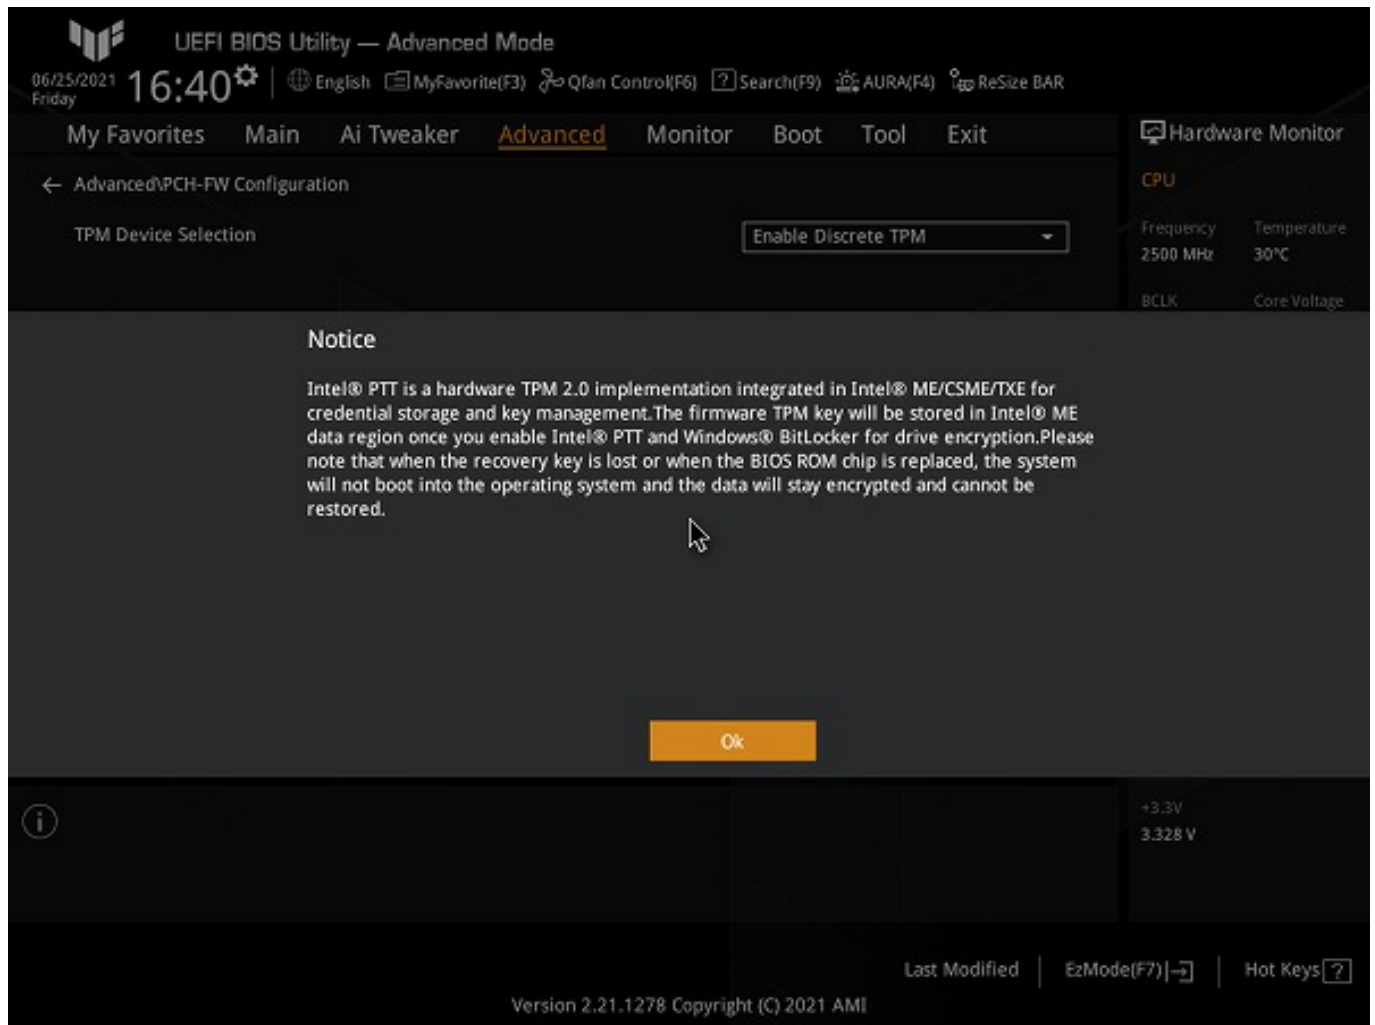 UEFI BIOS Utility — Advanced Mode
06/25/2021
Friday
16:40
English
MyFavorite(F3)
Qfan Control(F6)
? Search(F9)
AURA(F4)
ReSize BAR
My Favorites
Main
Ai Tweaker
Advanced
Monitor
Boot
Tool
Exit
Hardware Monitor
← Advanced\PCH-FW Configuration
CPU
TPM Device Selection
Enable Discrete TPM
Frequency
Temperature
2500 MHz
30°C
BCLK
Core Voltage
Notice
Intel® PTT is a hardware TPM 2.0 implementation integrated in Intel® ME/CSME/TXE for
credential storage and key management.The firmware TPM key will be stored in Intel® ME
data region once you enable Intel® PTT and Windows® BitLocker for drive encryption.Please
note that when the recovery key is lost or when the BIOS ROM chip is replaced, the system
will not boot into the operating system and the data will stay encrypted and cannot be
restored.
Ok
i
+3.3V
3.328 V
Last Modified
EzMode(F7)
Hot Keys ?
Version 2.21.1278 Copyright (C) 2021 AMI